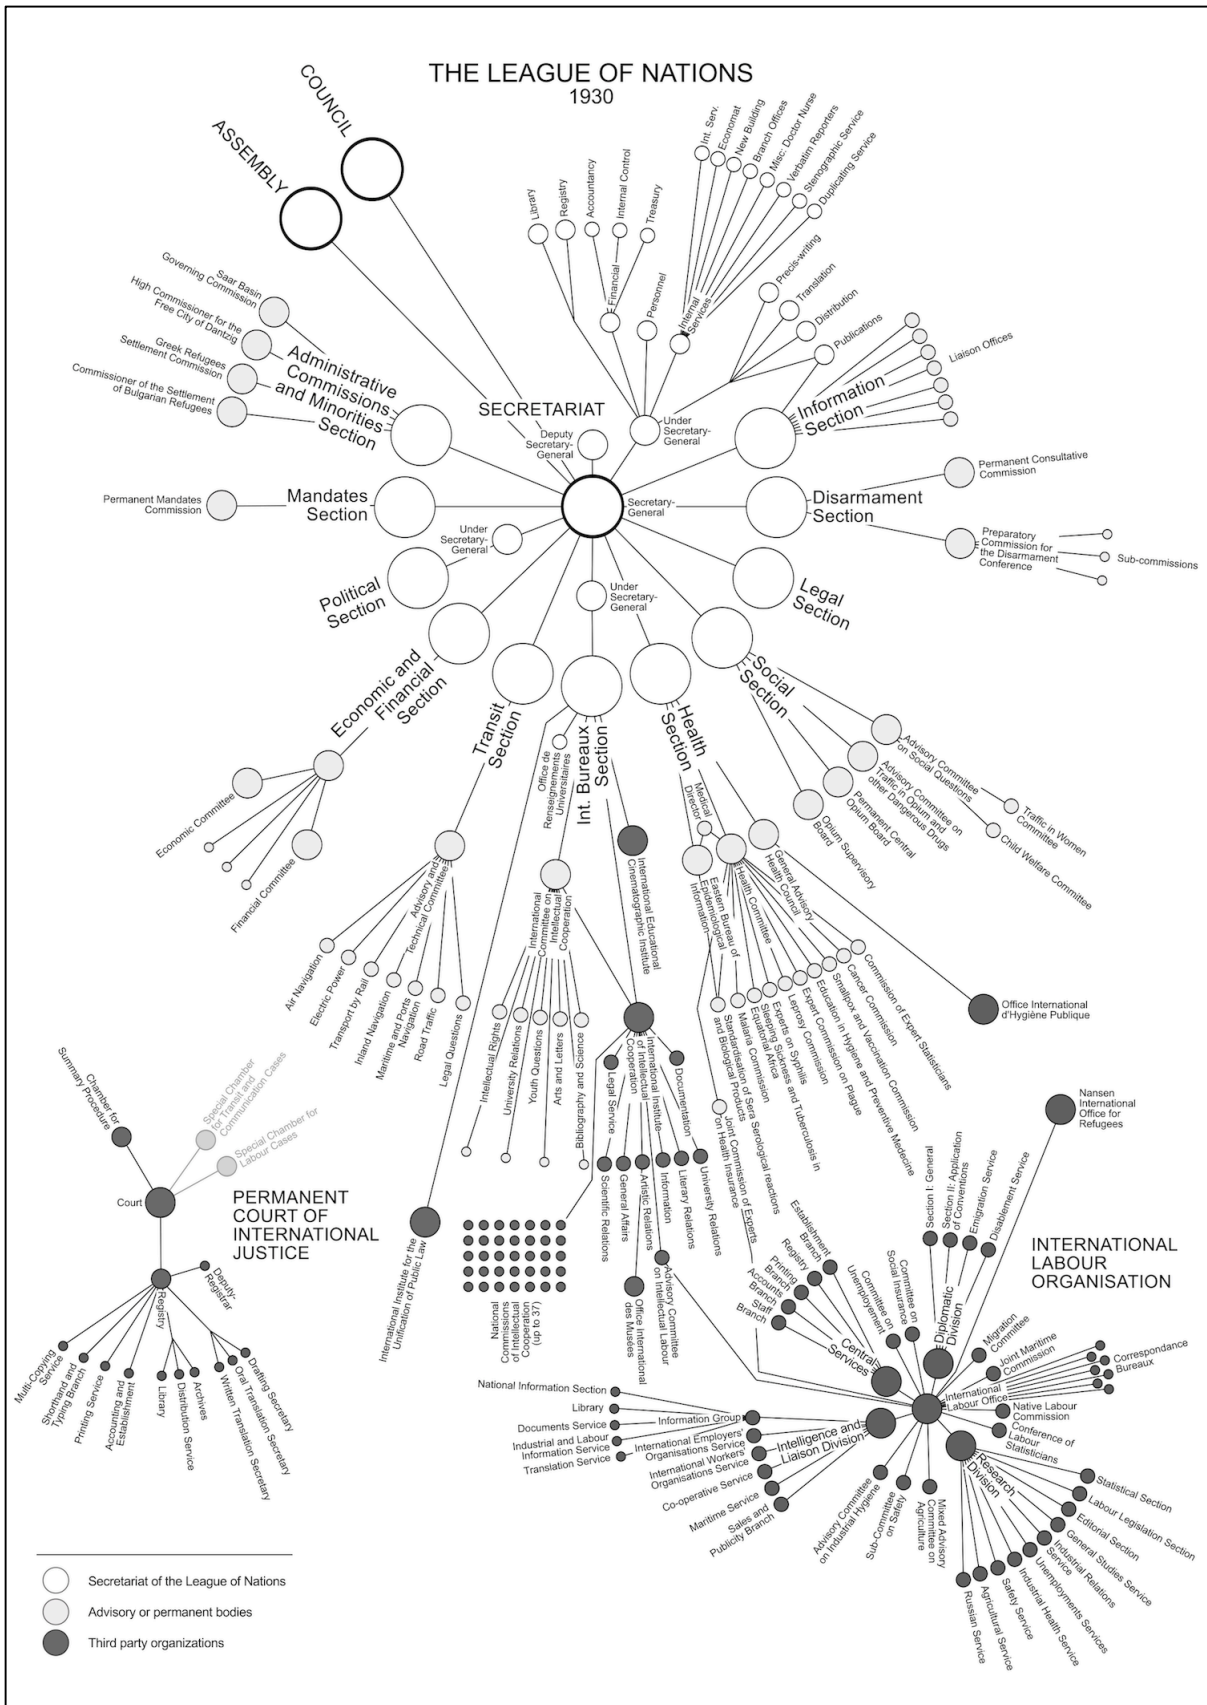 THE LEAGUE OF NATIONS
1930
COUNCIL
ASSEMBLY
Library
Registry
Accountancy
Internal Control
Treasury
Financial
Personnel
Internal
Services
Int. Serv.
Economat
New Building
Branch Offices
Misc: Doctor Nurse
Verbatim Reporters
Stenographic Service
Duplicating Service
Precis-writing
Translation
Distribution
Publications
Saar Basin
Governing Commission
High Commissioner for the
Free City of Dantzig
Greek Refugees
Settlement Commission
Commissioner of the Settlement
of Bulgarian Refugees
Administrative
Commissions
and Minorities
Section
SECRETARIAT
Deputy
Secretary-
General
Under
Secretary-
General
Information
Section
Liaison Offices
Permanent Mandates
Commission
Mandates
Section
Secretary-
General
Disarmament
Section
Permanent Consultative
Commission
Preparatory
Commission for
the Disarmament
Conference
Sub-commissions
Under
Secretary-
General
Political
Section
Under
Secretary-
General
Legal
Section
Economic and
Financial
Section
Economic Committee
Financial Committee
Transit
Section
Advisory and
Technical Committee
Air Navigation
Electric Power
Transport by Rail
Inland Navigation
Maritime and Ports
Navigation
Road Traffic
Legal Questions
Int. Bureaux
Section
Office de
Renseignements
Universitaires
International
Committee on
Intellectual
Cooperation
Intellectual Rights
University Relations
Youth Questions
Arts and Letters
Bibliography and Science
International Educational
Cinematographic Institute
International Institute
of Intellectual
Cooperation
Legal Service
Documentation
Scientific Relations
General Affairs
Artistic Relations
Information
Literary Relations
University Relations
National
Commissions
of Intellectual
Cooperation
(up to 37)
Office international
des Musées
Advisory Committee
on Intellectual Labour
International Institute for the
Unification of Public Law
Health
Section
Medical
Director
Eastern Bureau of
Epidemiological
Information
Health Committee
General Advisory
Health Council
Standardisation of Sera Serological reactions
and Biological Products
Malaria Commission
Sleeping Sickness and Tuberculosis in
Equatorial Africa
Experts on Syphilis
Leprosy Commission
Expert Commission on Plague
Education in Hygiene and Preventive Medecine
Smallpox and Vaccination Commission
Cancer Commission
Commission of Expert Statisticians
Joint Commission of Experts
on Health Insurance
Office International
d'Hygiène Publique
Social
Section
Advisory Committee
on Social Questions
Advisory Committee on
Traffic in Opium and
other Dangerous Drugs
Permanent Central
Opium Board
Opium Supervisory
Board
Traffic in Women
Committee
Child Welfare Committee
Chamber for
Summary Procedure
Special Chamber
for Transit and
Communication Cases
Special Chamber for
Labour Cases
Court
PERMANENT
COURT OF
INTERNATIONAL
JUSTICE
Registry
Deputy-
Registrar
Multi-Copying
Service
Shorthand and
Typing Branch
Printing Service
Accounting and
Establishment
Library
Distribution Service
Archives
Written Translation Secretary
Oral Translation Secretary
Drafting Secretary
Nansen
International
Office for
Refugees
INTERNATIONAL
LABOUR
ORGANISATION
Section I: General
Section II: Application
of Conventions
Emigration Service
Disablement Service
Diplomatic
Division
Establishment
Branch
Registry
Printing
Branch
Accounts
Branch
Staff
Branch
Central
Services
Committee on
Unemployement
Committee on
Social Insurance
Migration
Committee
Joint Maritime
Commission
Correspondance
Bureaux
International
Labour Office
Native Labour
Commission
Conference of
Labour
Statisticians
National Information Section
Library
Documents Service
Industrial and Labour
Information Service
Translation Service
Information Group
International Employers'
Organisations Service
International Workers'
Organisations Service
Co-operative Service
Maritime Service
Sales and
Publicity Branch
Intelligence and
Liaison Division
Advisory Committee
on Industrial Hygiene
Sub-Committee
on Safety
Mixed Advisory
Committee on
Agriculture
Research
Division
Statistical Section
Labour Legislation Section
Editorial Section
General Studies Service
Industrial Relations
Service
Unemployments Services
Industrial Health Service
Safety Service
Agricultural Service
Russian Service
Secretariat of the League of Nations
Advisory or permanent bodies
Third party organizations